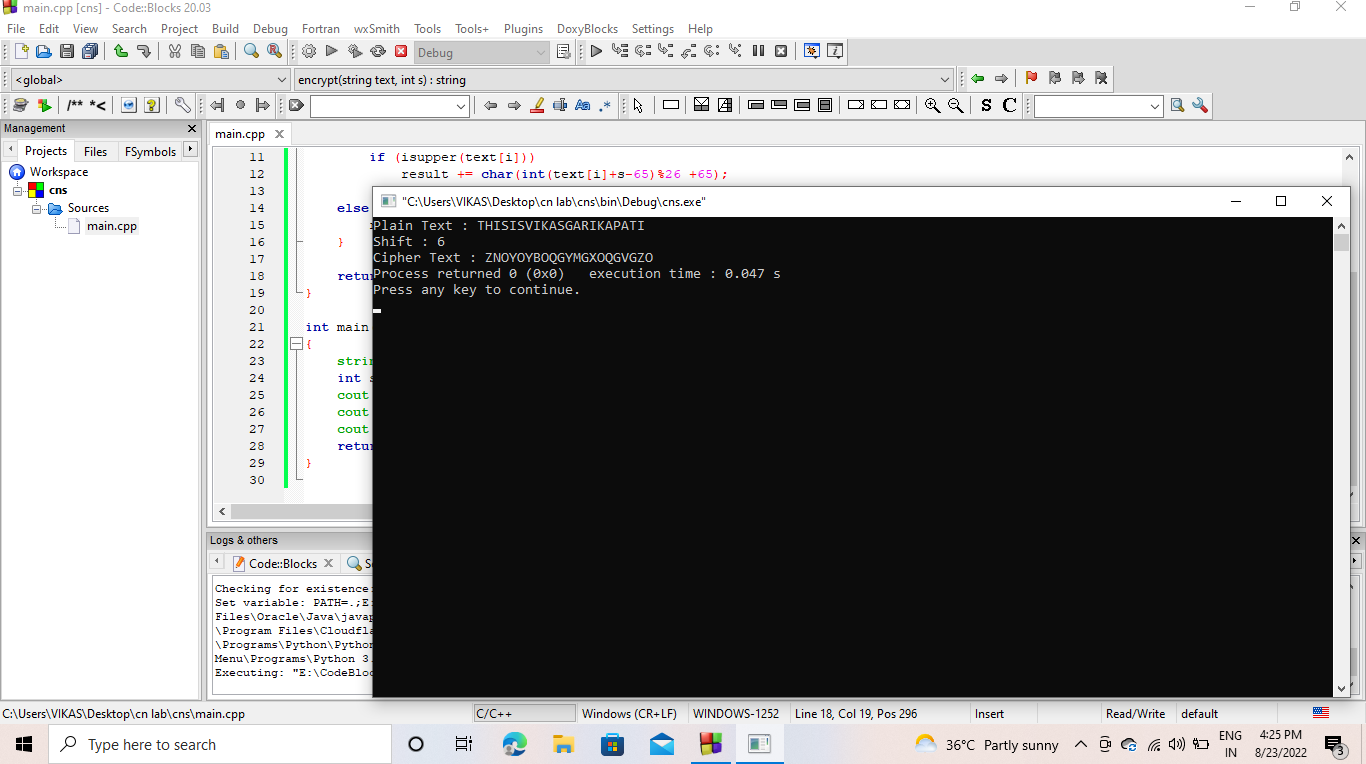 main.cpp [cns] - Code::Blocks 20.03
File Edit View Search Project Build Debug Fortran wxSmith Tools Tools+ Plugins DoxyBlocks Settings Help
Debug
<global> encrypt(string text, int s) : string
/** *<
Aa .*
S C
Management
main.cpp
Projects Files FSymbols
Workspace
cns
Sources
main.cpp
11 if (isupper(text[i]))
12 result += char(int(text[i]+s-65)%26 +65);
13
14 else
15
16 }
17
18
19 }
20
21 int main
22 {
23
24 int
25 cout
26 cout
27 cout
28
29 }
30
"C:\Users\VIKAS\Desktop\cn lab\cns\bin\Debug\cns.exe"
Plain Text : THISISVIKASGARIKAPATI
Shift : 6
Cipher Text : ZNOYOYBOQGYMGXOQGVGZO
Process returned 0 (0x0) execution time : 0.047 s
Press any key to continue.
Logs & others
Code::Blocks
Checking for existence:
Set variable: PATH=.;E:
Files\Oracle\Java\javap
\Program Files\Cloudfla
\Programs\Python\Python
Menu\Programs\Python 3.
Executing: "E:\CodeBloc
C:\Users\VIKAS\Desktop\cn lab\cns\main.cpp C/C++ Windows (CR+LF) WINDOWS-1252 Line 18, Col 19, Pos 296 Insert Read/Write default
Type here to search
36°C Partly sunny
ENG
IN
4:25 PM
8/23/2022
3